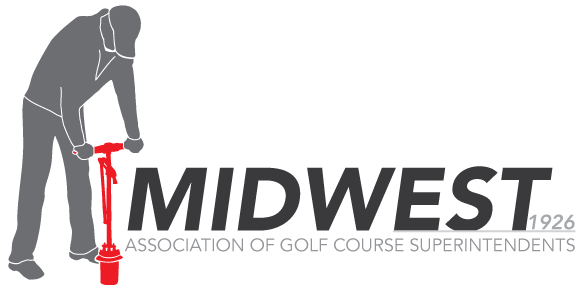 MIDWEST
1926
ASSOCIATION OF GOLF COURSE SUPERINTENDENTS